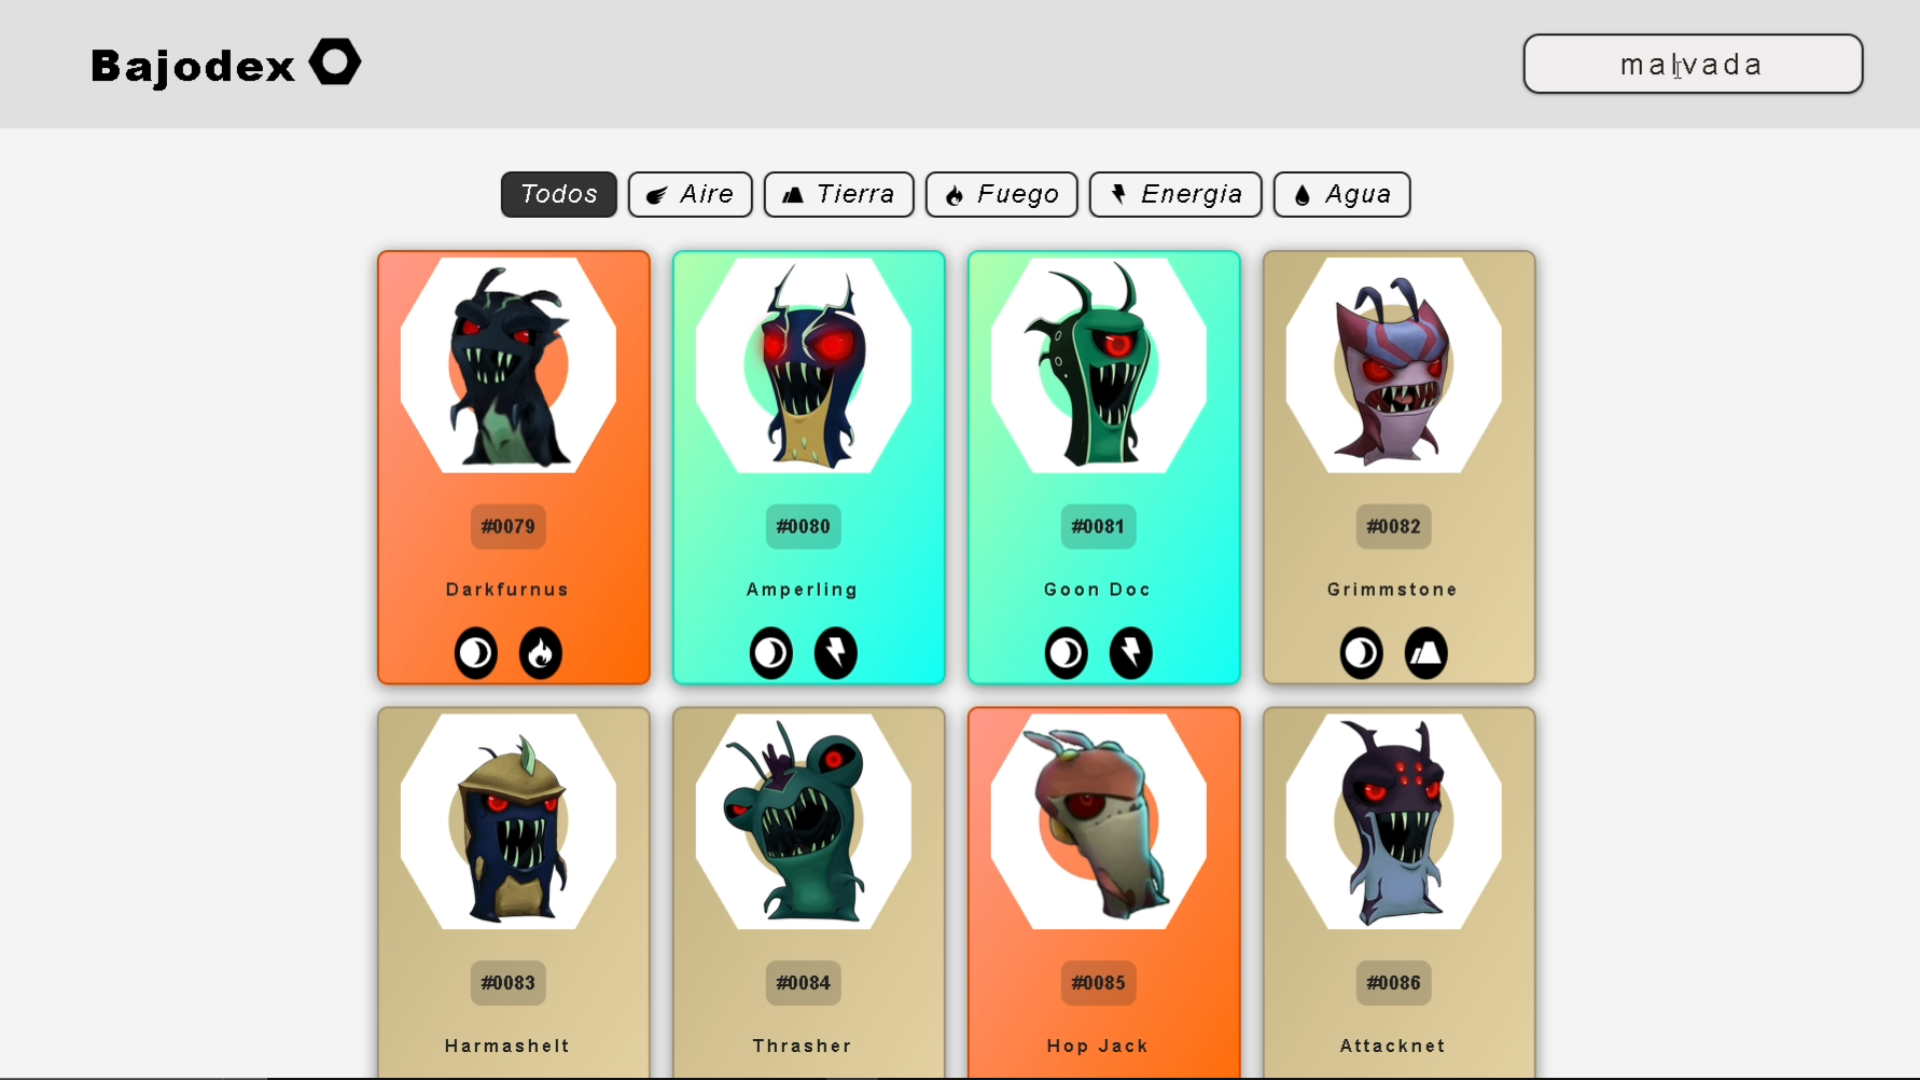 Bajodex
malvada
Todos Aire Tierra Fuego Energia Agua
#0079 #0080 #0081 #0082
Darkfurnus Amperling Goon Doc Grimmstone
#0083 #0084 #0085 #0086
Harmashelt Thrasher Hop Jack Attacknet